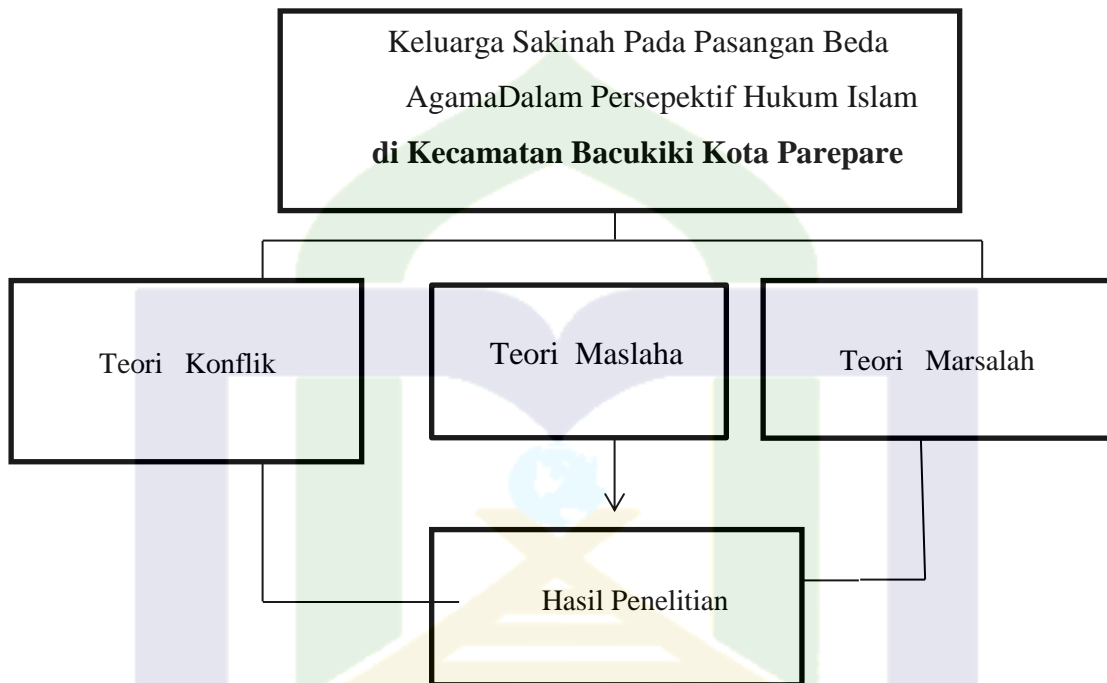 Keluarga Sakinah Pada Pasangan Beda
AgamaDalam Persepektif Hukum Islam
di Kecamatan Bacukiki Kota Parepare
Teori Konflik
Teori Maslaha
Teori Marsalah
Hasil Penelitian